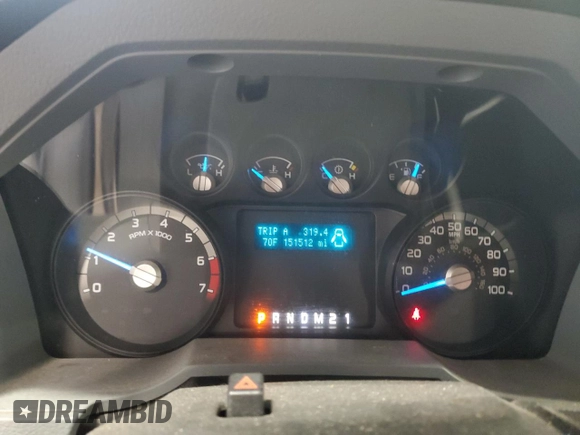 L H
C H
C H
E F
0 1 2 3 4 5 6 7
RPM X 1000
TRIP A 319.4
70F 151512 mi
P R N D M 2 1
0 10 20 30 40 50 60 70 80 90 100
MPH
DREAMBID